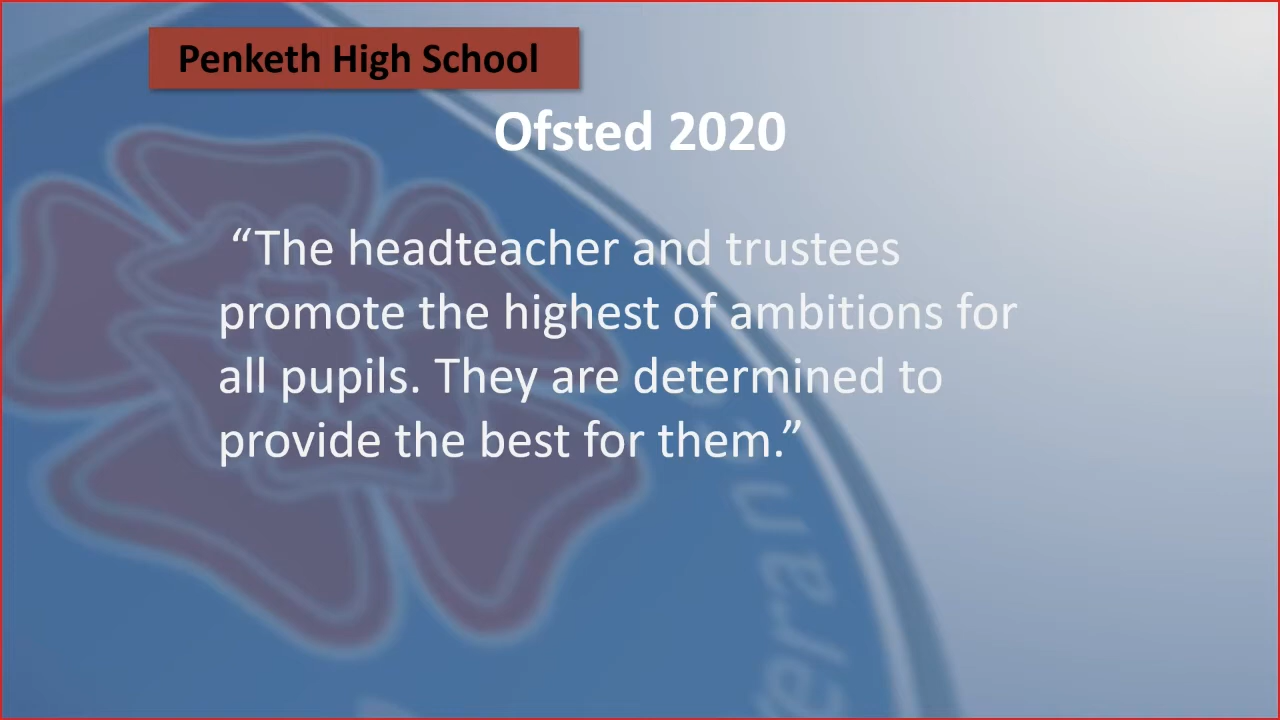 Penketh High School
Ofsted 2020
“The headteacher and trustees
promote the highest of ambitions for
all pupils. They are determined to
provide the best for them.”